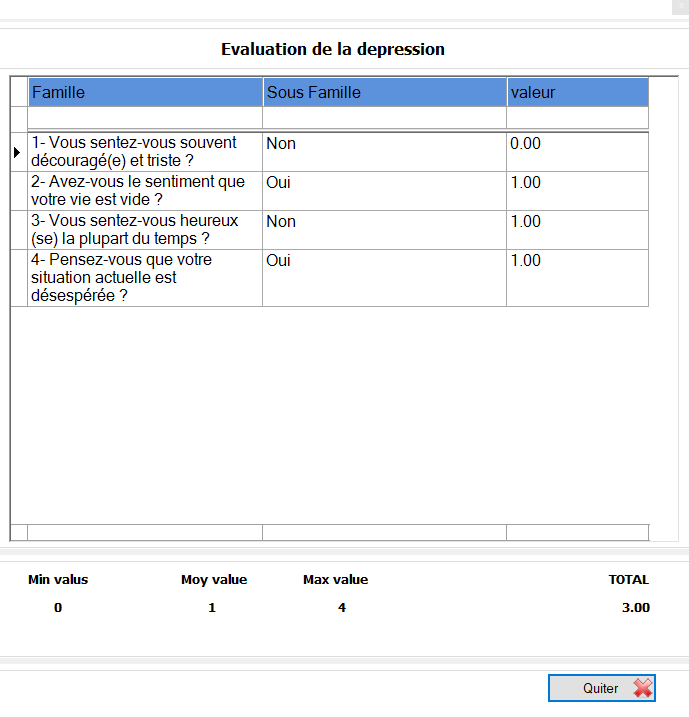 Evaluation de la depression
Famille Sous Famille valeur
1- Vous sentez-vous souvent Non 0.00
découragé(e) et triste ?
2- Avez-vous le sentiment que Oui 1.00
votre vie est vide ?
3- Vous sentez-vous heureux Non 1.00
(se) la plupart du temps ?
4- Pensez-vous que votre Oui 1.00
situation actuelle est
désespérée ?
Min valus Moy value Max value TOTAL
0 1 4 3.00
Quiter